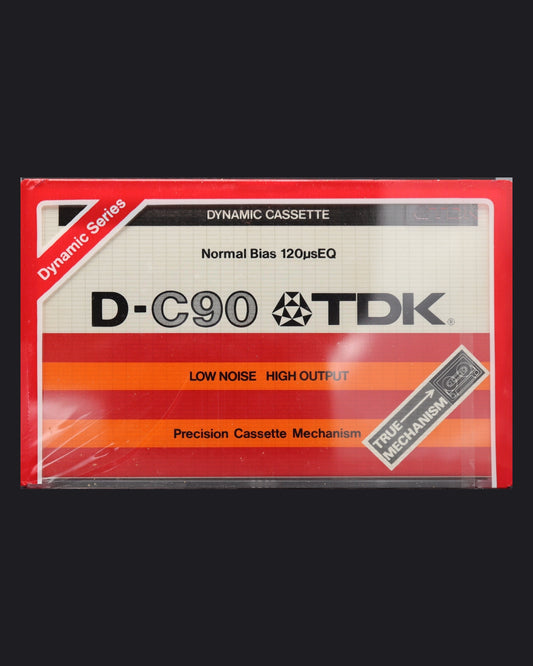 Dynamic Series
DYNAMIC CASSETTE
Normal Bias 120µsEQ
D-C90 TDK®
LOW NOISE HIGH OUTPUT
TRUE
MECHANISM
Precision Cassette Mechanism